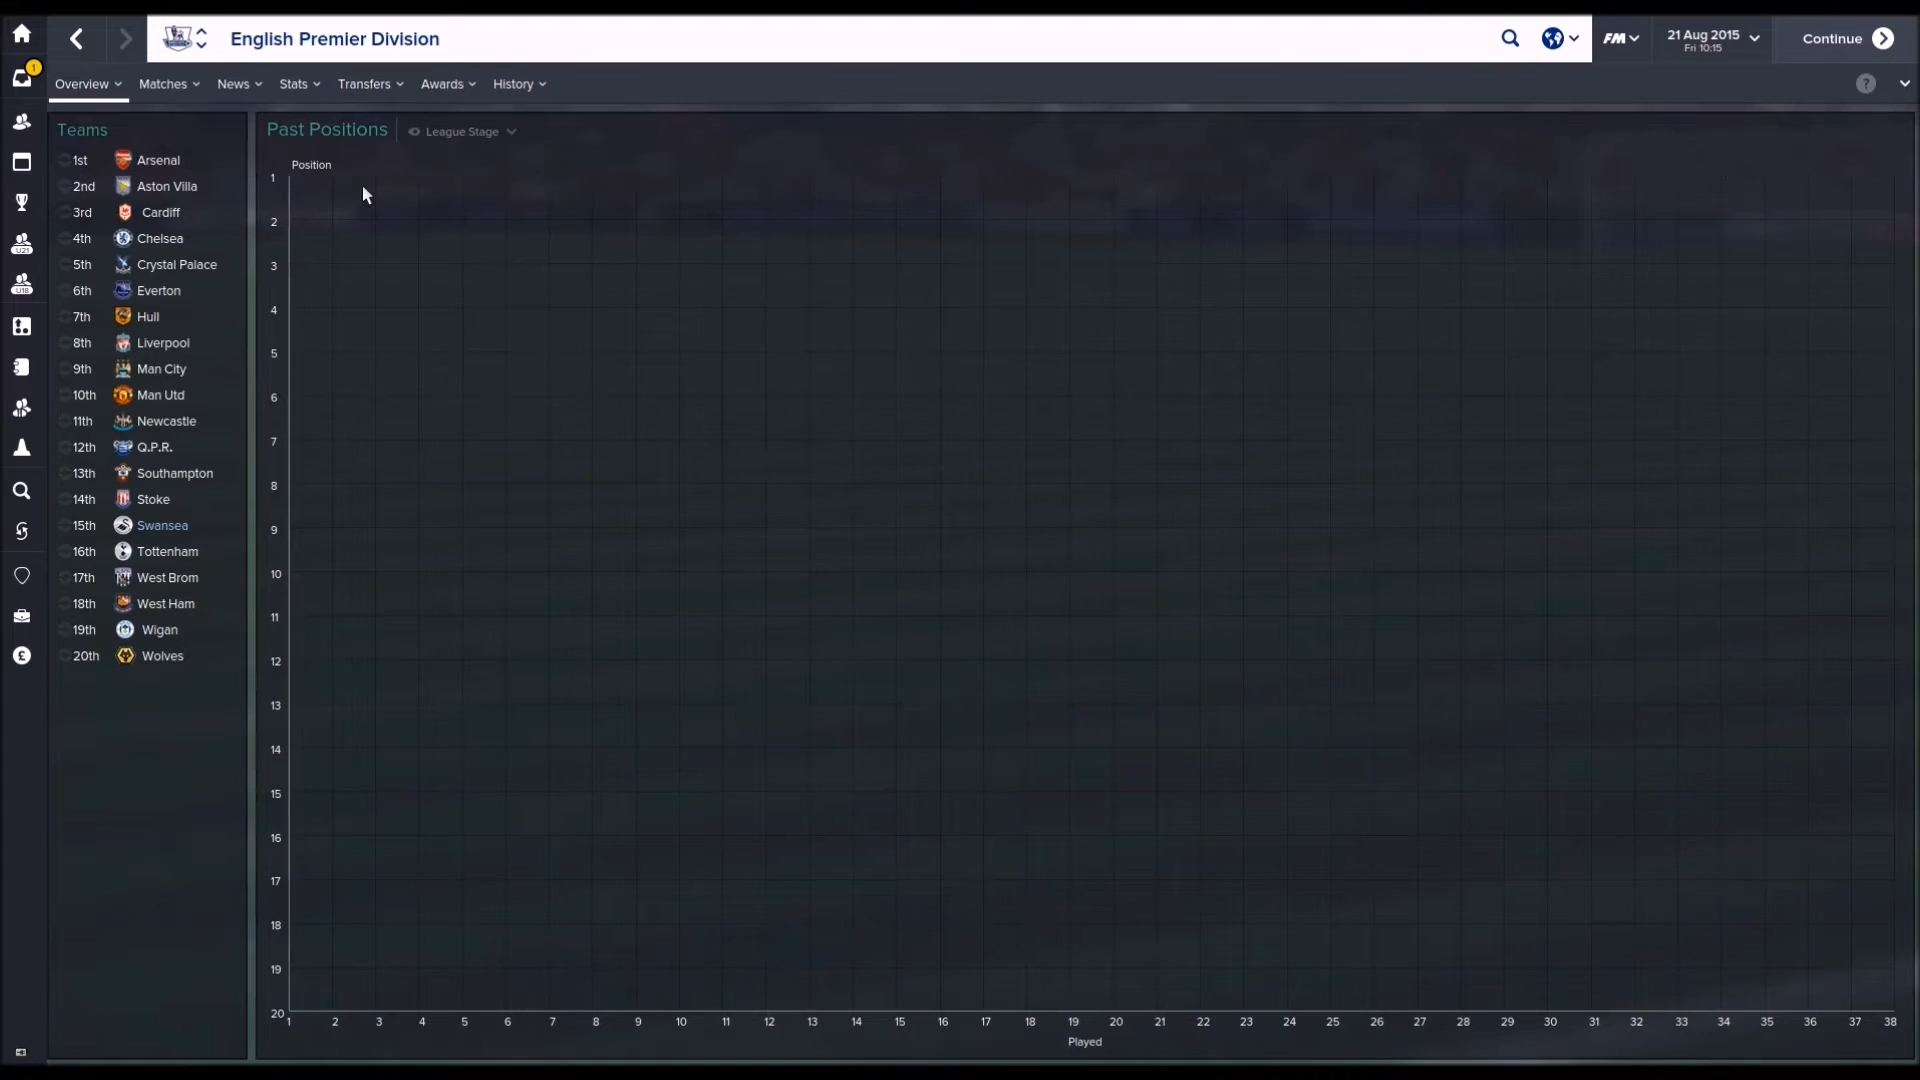 English Premier Division
FM
21 Aug 2015
Fri 10:15
Continue
1
Overview
Matches
News
Stats
Transfers
Awards
History
?
Teams
1st Arsenal
2nd Aston Villa
3rd Cardiff
4th Chelsea
5th Crystal Palace
6th Everton
7th Hull
8th Liverpool
9th Man City
10th Man Utd
11th Newcastle
12th Q.P.R.
13th Southampton
14th Stoke
15th Swansea
16th Tottenham
17th West Brom
18th West Ham
19th Wigan
20th Wolves
U21
U18
£
Past Positions
League Stage
Position
1
2
3
4
5
6
7
8
9
10
11
12
13
14
15
16
17
18
19
20
1 2 3 4 5 6 7 8 9 10 11 12 13 14 15 16 17 18 19 20 21 22 23 24 25 26 27 28 29 30 31 32 33 34 35 36 37 38
Played